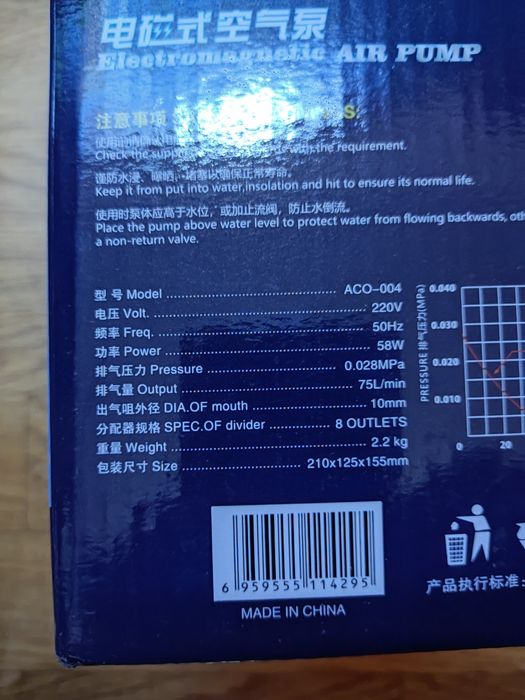 电磁式空气泵
Electromagnetic AIR PUMP
注意事项
Check the with the requirement.
谨防水浸、曝晒、堵塞以确保正常寿命。
Keep it from put into water,insolation and hit to ensure its normal life.
使用时泵体应高于水位，或加止流阀，防止水倒流。
Place the pump above water level to protect water from flowing backwards, oth
a non-return valve.
型 号 Model ACO-004
电压 Volt. 220V
频率 Freq. 50Hz
功率 Power 58W
排气压力 Pressure 0.028MPa
排气量 Output 75L/min
出气咀外径 DIA.OF mouth 10mm
分配器规格 SPEC.OF divider 8 OUTLETS
重量 Weight 2.2 kg
包装尺寸 Size 210x125x155mm
PRESSURE 排气压力(MPa)
0.040
0.030
0.020
0.010
0 20
6 959555 114295
MADE IN CHINA
产品执行标准: